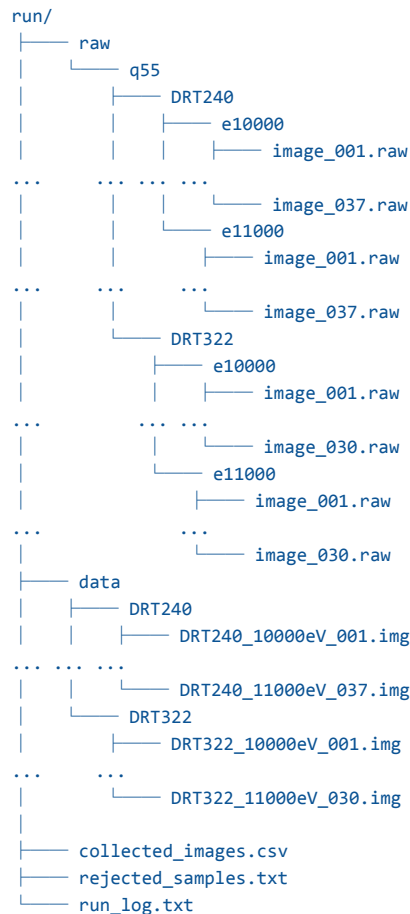 run/
├── raw
│   └── q55
│       ├── DRT240
│       │   ├── e10000
│       │   │   ├── image_001.raw
... ... ... ...
│       │   │   └── image_037.raw
│       │   └── e11000
│       │       ├── image_001.raw
... ... ...
│       │       └── image_037.raw
│       └── DRT322
│           ├── e10000
│           │   ├── image_001.raw
... ... ...
│           │   └── image_030.raw
│           └── e11000
│               ├── image_001.raw
... ...
│               └── image_030.raw
├── data
│   ├── DRT240
│   │   ├── DRT240_10000eV_001.img
... ... ...
│   │   └── DRT240_11000eV_037.img
│   └── DRT322
│       ├── DRT322_10000eV_001.img
... ...
│       └── DRT322_11000eV_030.img
│
├── collected_images.csv
├── rejected_samples.txt
└── run_log.txt